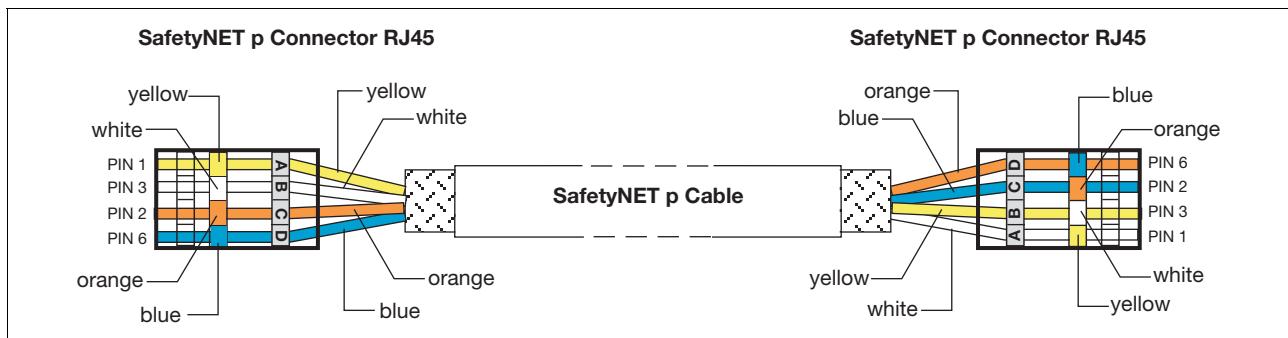 SafetyNET p Connector RJ45
SafetyNET p Connector RJ45
yellow
white
yellow
white
PIN 1
PIN 3
PIN 2
PIN 6
A
B
C
D
orange
blue
orange
blue
SafetyNET p Cable
orange
blue
blue
orange
D
C
B
A
PIN 6
PIN 2
PIN 3
PIN 1
yellow
white
white
yellow